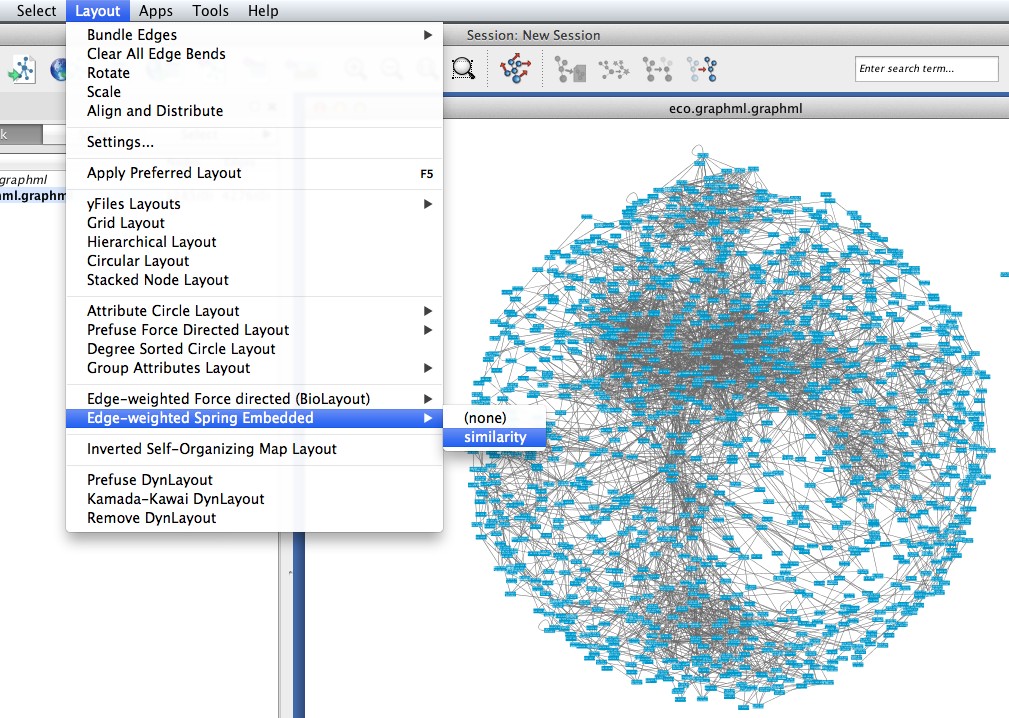 Select Layout Apps Tools Help
Session: New Session
Enter search term...
eco.graphml.graphml
k
graphml
ml.graphm
Bundle Edges
Clear All Edge Bends
Rotate
Scale
Align and Distribute
Settings...
Apply Preferred Layout F5
yFiles Layouts
Grid Layout
Hierarchical Layout
Circular Layout
Stacked Node Layout
Attribute Circle Layout
Prefuse Force Directed Layout
Degree Sorted Circle Layout
Group Attributes Layout
Edge-weighted Force directed (BioLayout)
Edge-weighted Spring Embedded
(none)
similarity
Inverted Self-Organizing Map Layout
Prefuse DynLayout
Kamada-Kawai DynLayout
Remove DynLayout